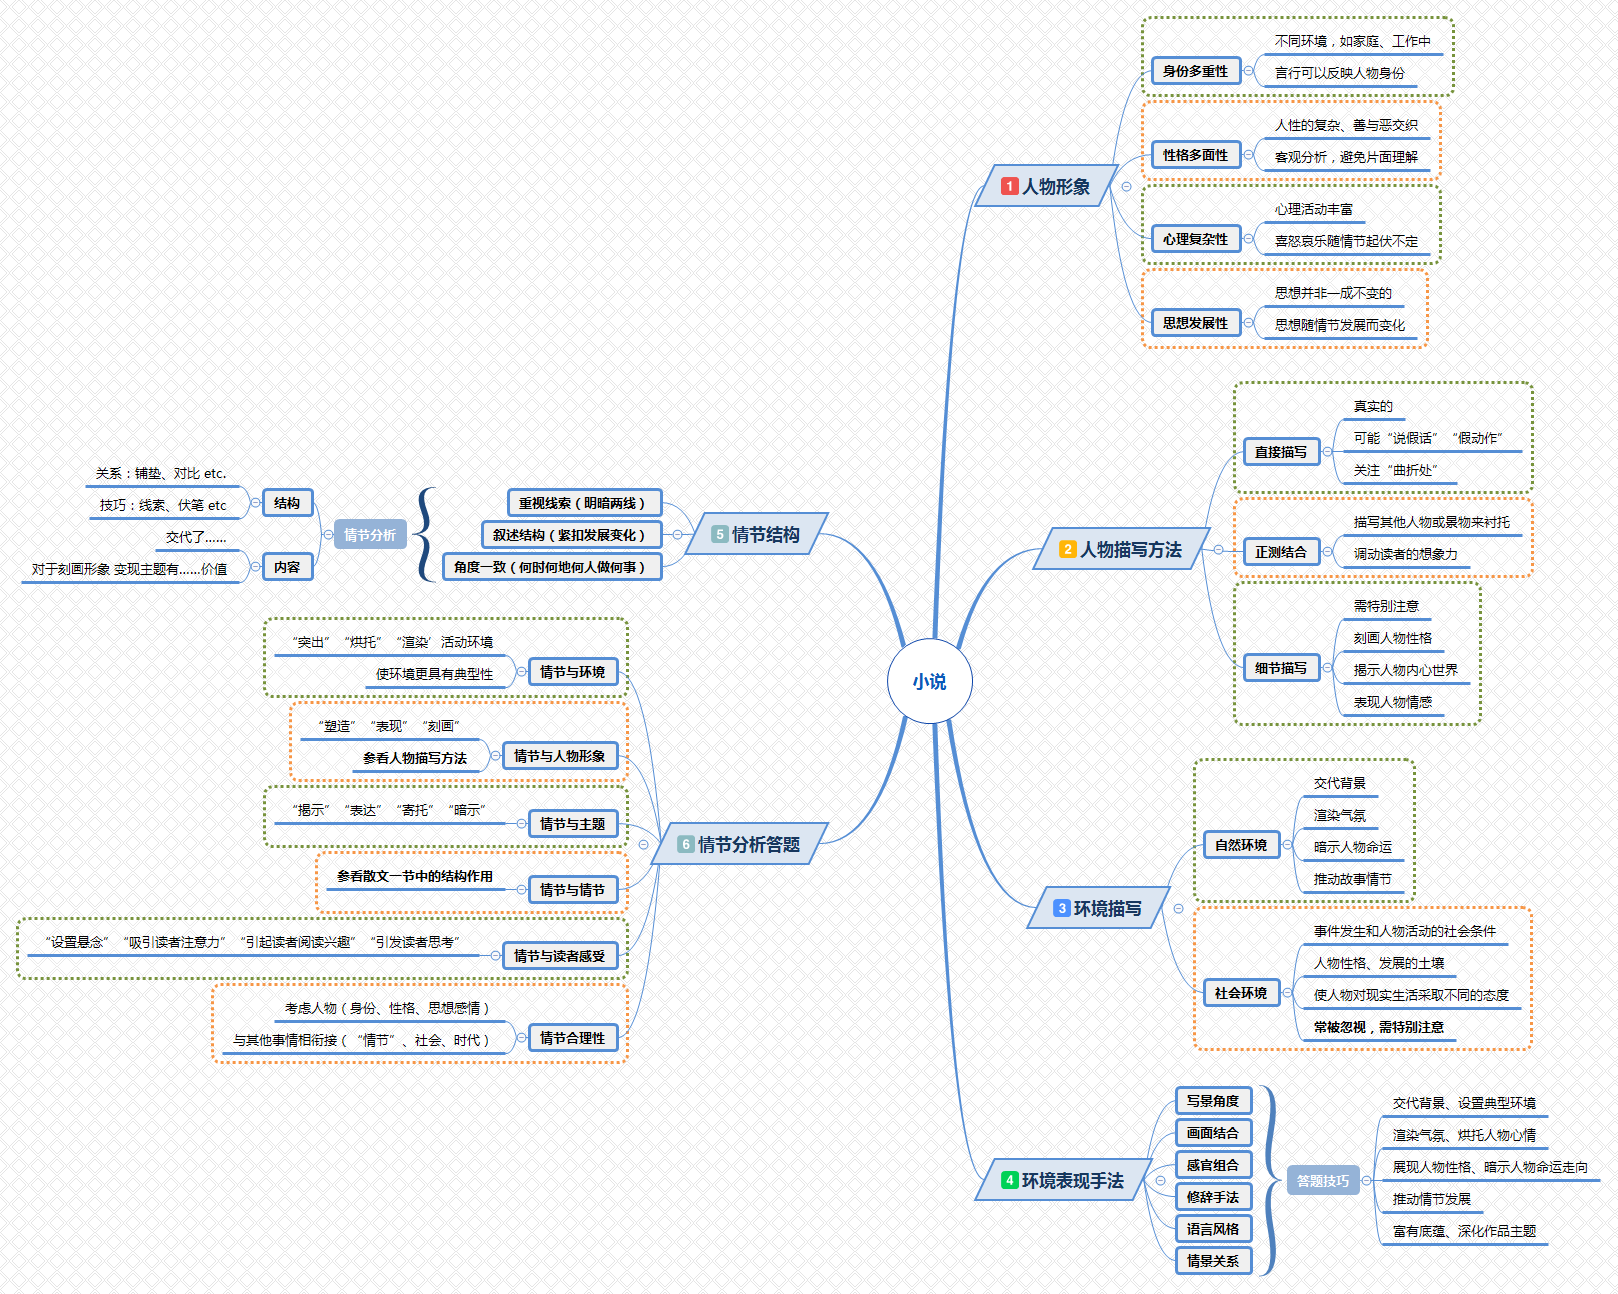 小说
1 人物形象
身份多重性
不同环境，如家庭、工作中
言行可以反映人物身份
性格多面性
人性的复杂、善与恶交织
客观分析，避免片面理解
心理复杂性
心理活动丰富
喜怒哀乐随情节起伏不定
思想发展性
思想并非一成不变的
思想随情节发展而变化
2 人物描写方法
直接描写
真实的
可能“说假话”“假动作”
关注“曲折处”
正测结合
描写其他人物或景物来衬托
调动读者的想象力
细节描写
需特别注意
刻画人物性格
揭示人物内心世界
表现人物情感
3 环境描写
自然环境
交代背景
渲染气氛
暗示人物命运
推动故事情节
社会环境
事件发生和人物活动的社会条件
人物性格、发展的土壤
使人物对现实生活采取不同的态度
常被忽视，需特别注意
4 环境表现手法
写景角度
画面结合
感官组合
修辞手法
语言风格
情景关系
答题技巧
交代背景、设置典型环境
渲染气氛、烘托人物心情
展现人物性格、暗示人物命运走向
推动情节发展
富有底蕴、深化作品主题
5 情节结构
重视线索（明暗两线）
叙述结构（紧扣发展变化）
角度一致（何时何地何人做何事）
情节分析
结构
关系：铺垫、对比 etc.
技巧：线索、伏笔 etc
内容
交代了......
对于刻画形象 变现主题有......价值
6 情节分析答题
情节与环境
“突出”“烘托”“渲染’活动环境
使环境更具有典型性
情节与人物形象
“塑造”“表现”“刻画”
参看人物描写方法
情节与主题
“揭示”“表达”“寄托”“暗示”
情节与情节
参看散文一节中的结构作用
情节与读者感受
“设置悬念”“吸引读者注意力”“引起读者阅读兴趣”“引发读者思考”
情节合理性
考虑人物（身份、性格、思想感情）
与其他事情相衔接（“情节”、社会、时代）